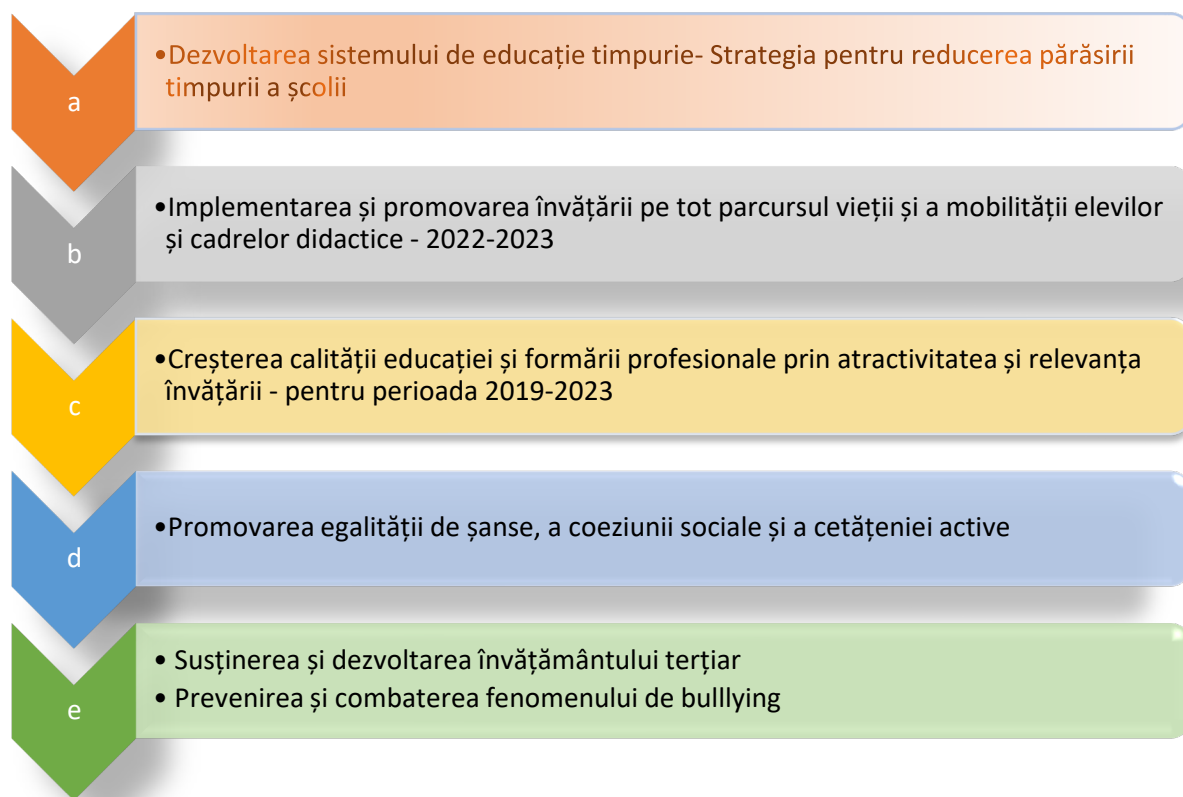 a
•Dezvoltarea sistemului de educație timpurie- Strategia pentru reducerea părăsirii
timpurii a școlii
b
•Implementarea și promovarea învățării pe tot parcursul vieții și a mobilității elevilor
și cadrelor didactice - 2022-2023
c
•Creșterea calității educației și formării profesionale prin atractivitatea și relevanța
învățării - pentru perioada 2019-2023
d
•Promovarea egalității de șanse, a coeziunii sociale și a cetățeniei active
e
• Susținerea și dezvoltarea învățământului terțiar
• Prevenirea și combaterea fenomenului de bulllying